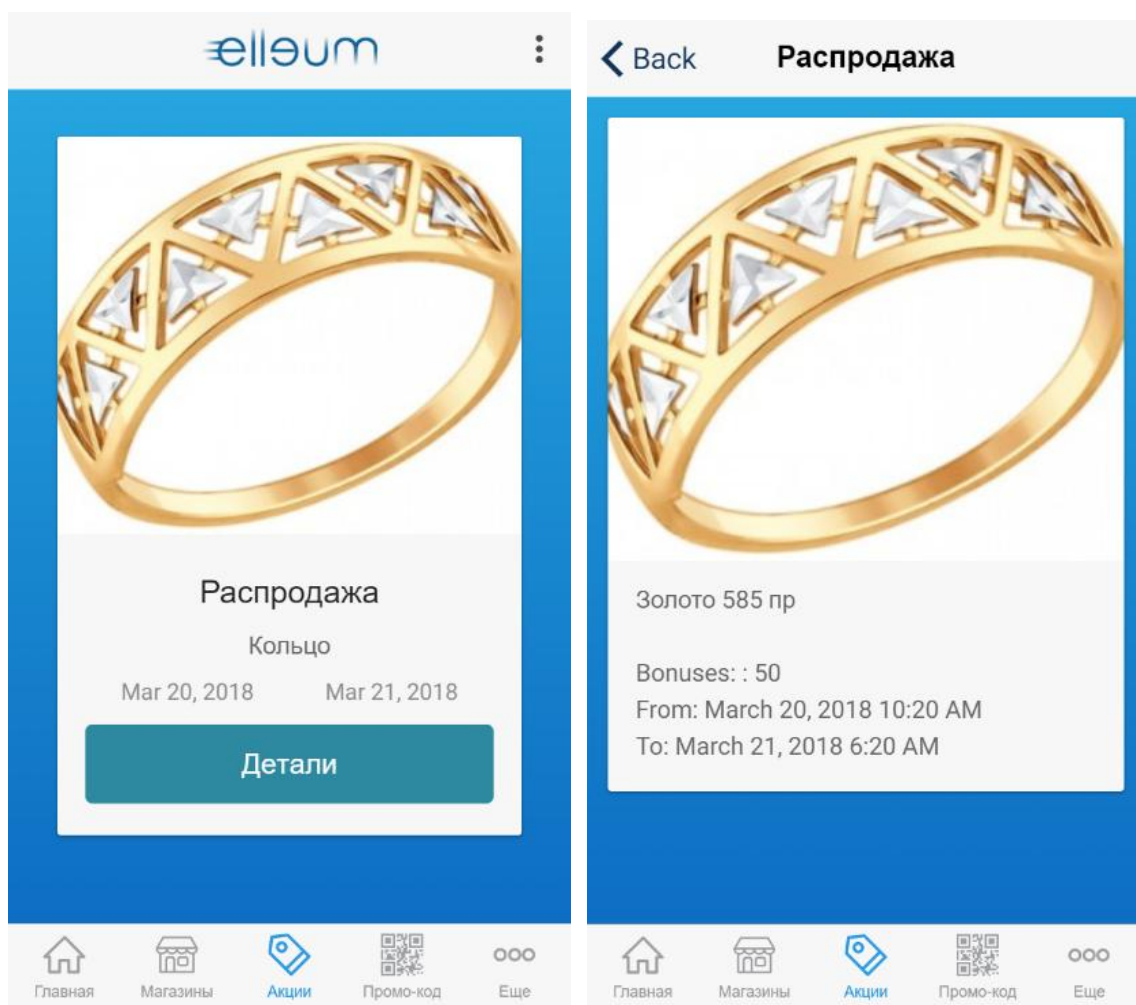 elleum
Распродажа
Кольцо
Mar 20, 2018 Mar 21, 2018
Детали
Главная Магазины Акции Промо-код Еще
Back Распродажа
Золото 585 пр
Bonuses: : 50
From: March 20, 2018 10:20 AM
To: March 21, 2018 6:20 AM
Главная Магазины Акции Промо-код Еще